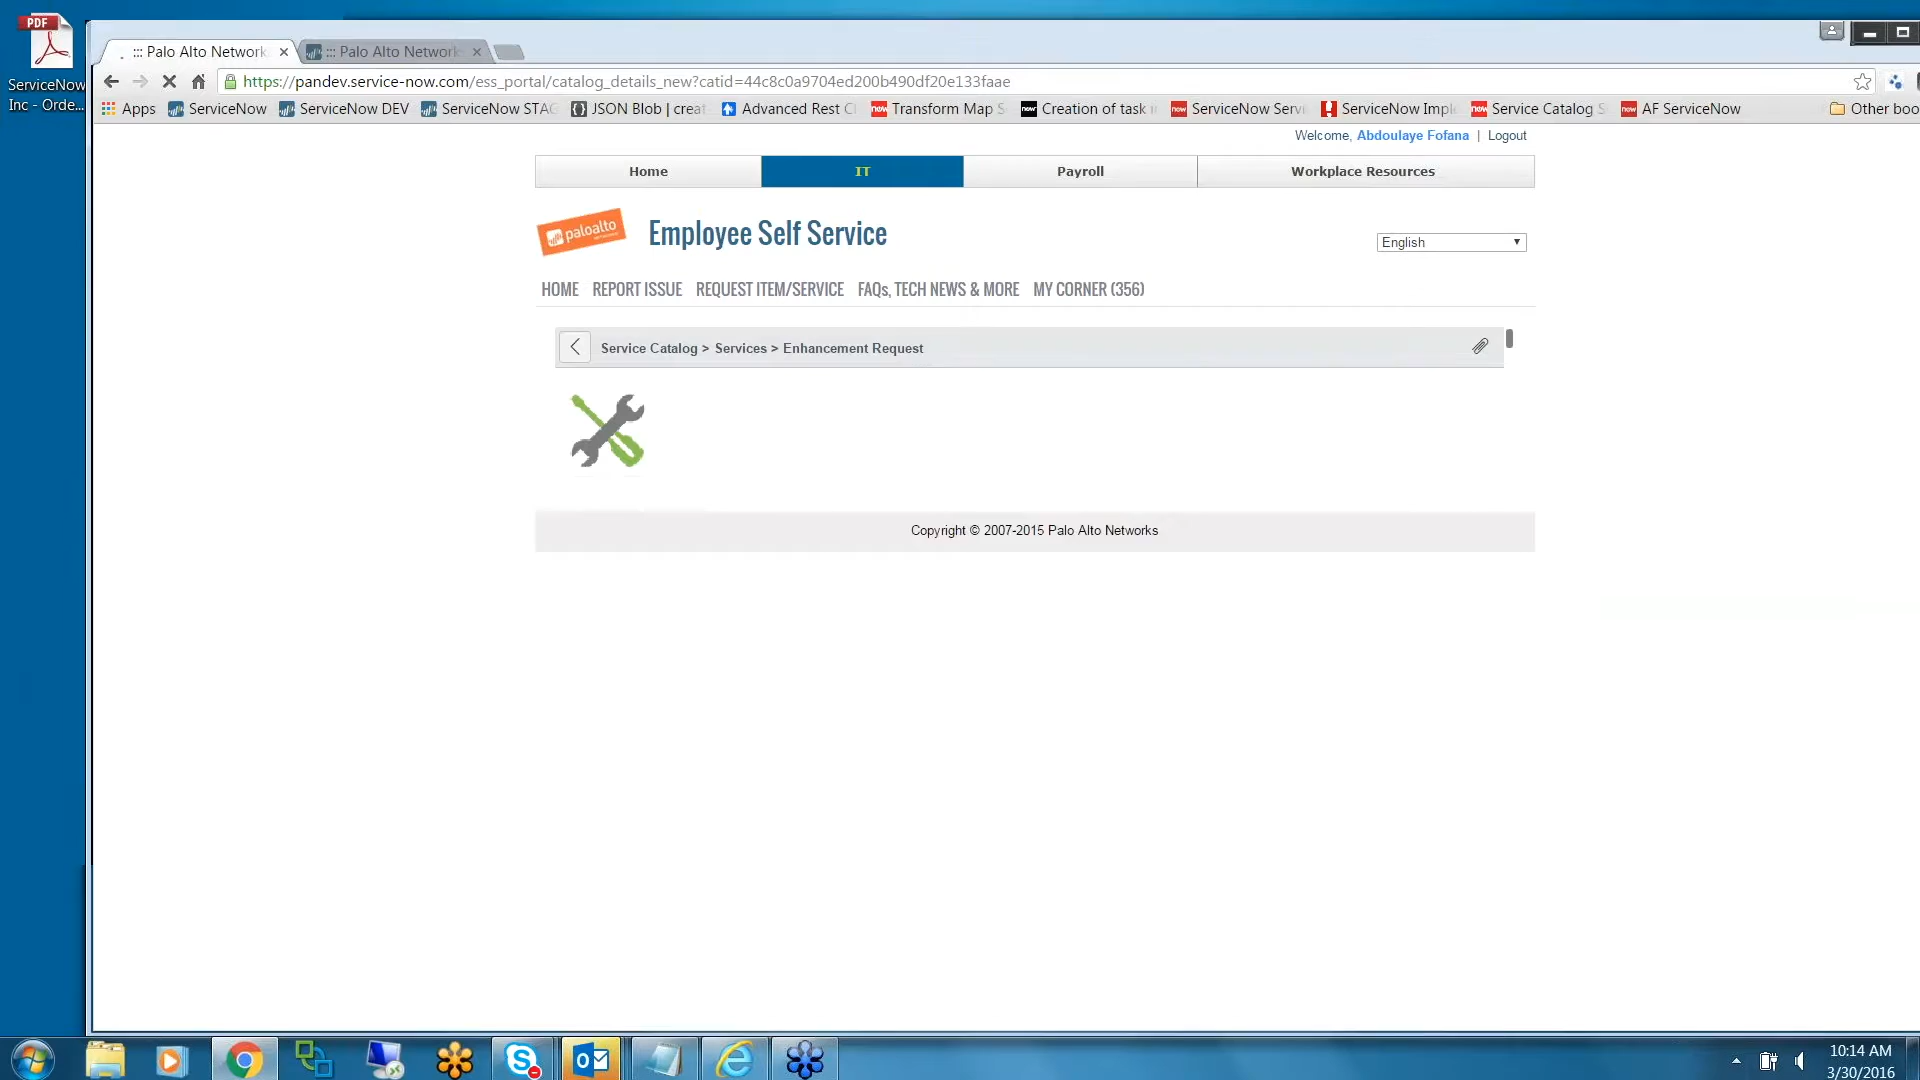 PDF
ServiceNow
Inc - Orde...
::: Palo Alto Network
::: Palo Alto Network
https://pandev.service-now.com/ess_portal/catalog_details_new?catid=44c8c0a9704ed200b490df20e133faae
Apps ServiceNow ServiceNow DEV ServiceNow STAG JSON Blob | creat Advanced Rest Cl Transform Map S Creation of task i ServiceNow Servi ServiceNow Imple Service Catalog S AF ServiceNow Other boo
Welcome, Abdoulaye Fofana | Logout
Home IT Payroll Workplace Resources
paloalto
Employee Self Service
English
HOME REPORT ISSUE REQUEST ITEM/SERVICE FAQs, TECH NEWS & MORE MY CORNER (356)
Service Catalog > Services > Enhancement Request
Copyright © 2007-2015 Palo Alto Networks
10:14 AM
3/30/2016